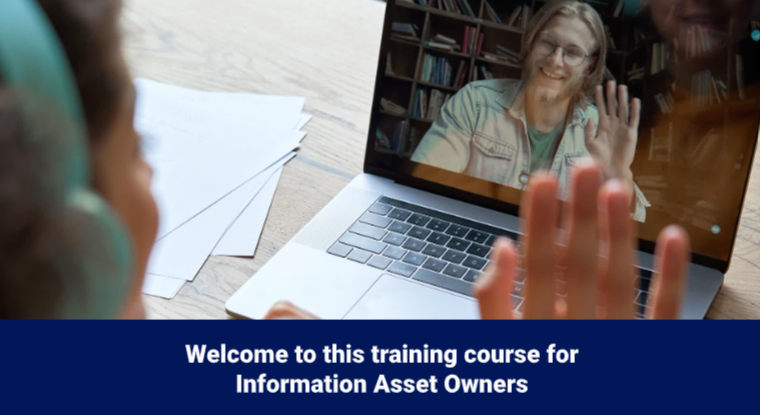 Welcome to this training course for
Information Asset Owners